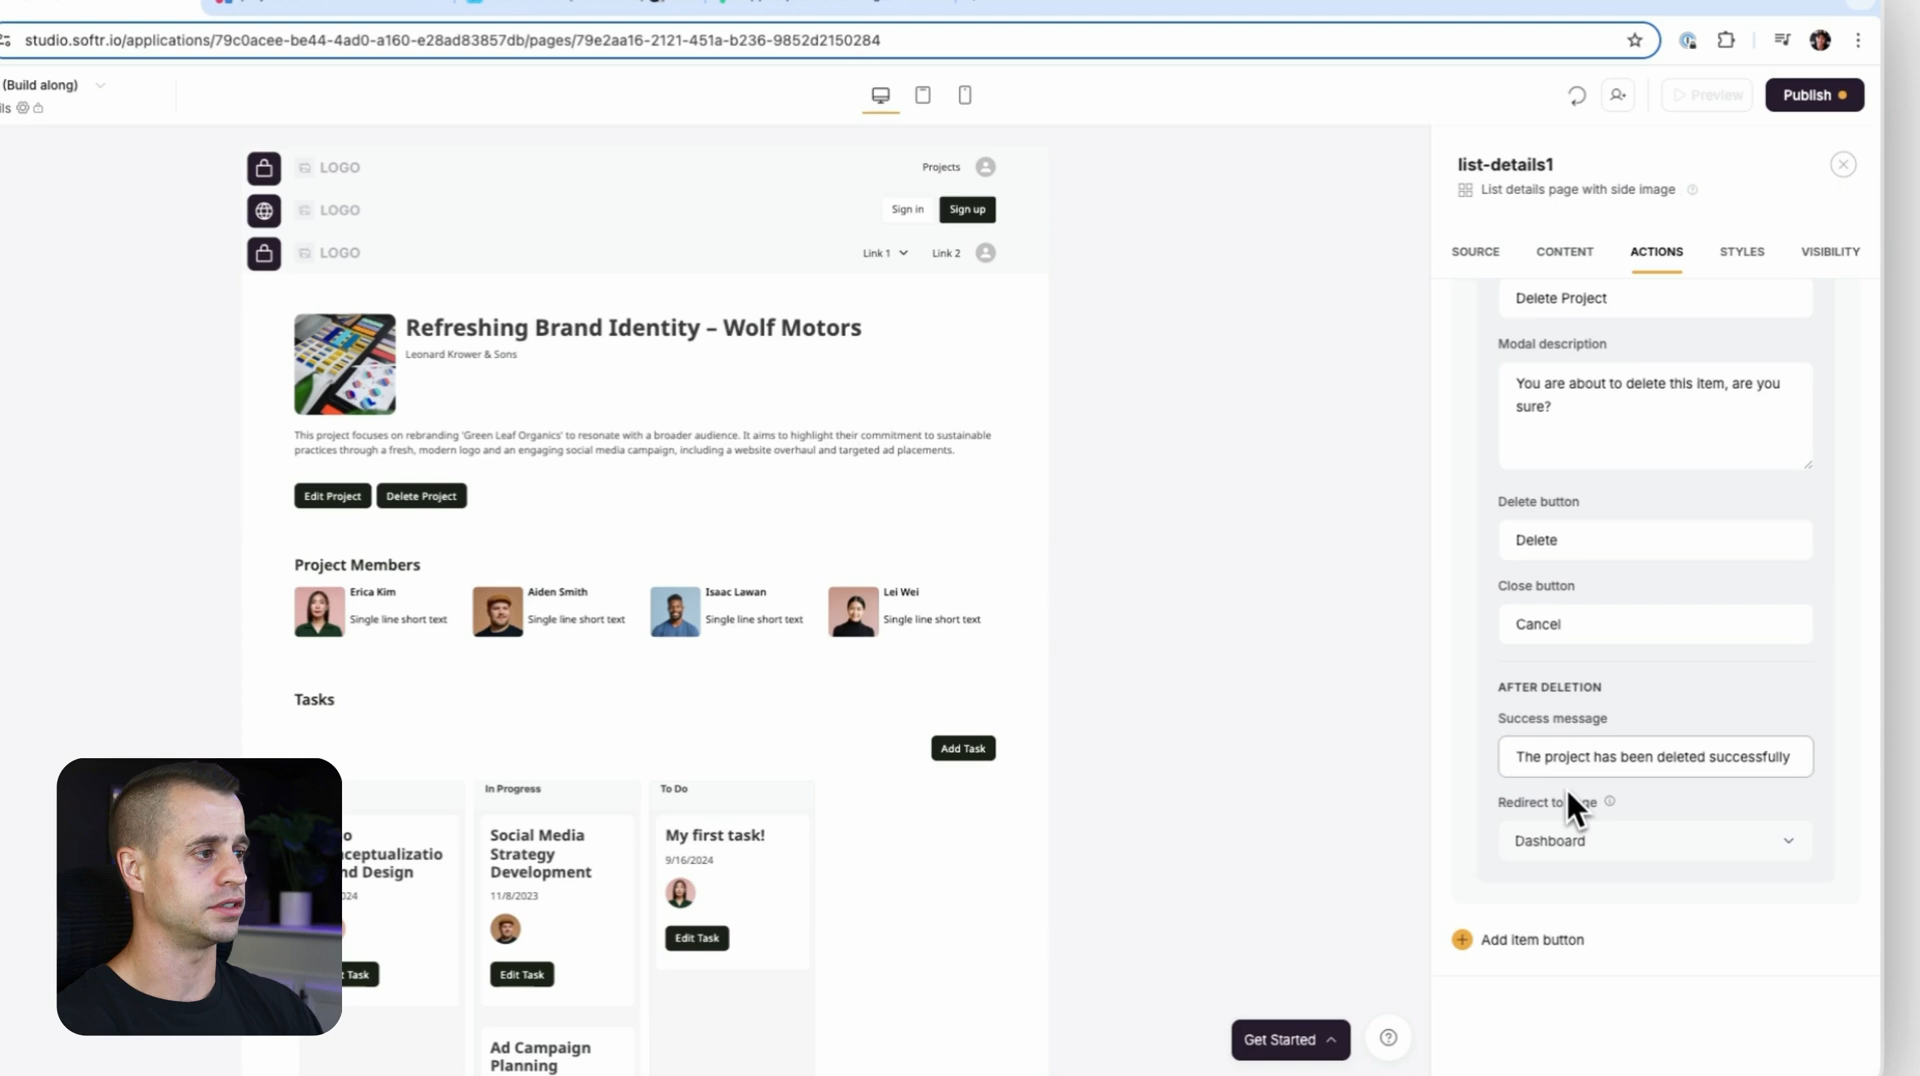 studio.softr.io/applications/79c0acee-be44-4ad0-a160-e28ad83857db/pages/79e2aa16-2121-451a-b236-9852d2150284
(Build along)
Preview
Publish
LOGO
Projects
LOGO
Sign in
Sign up
LOGO
Link 1
Link 2
Refreshing Brand Identity – Wolf Motors
Leonard Krower & Sons
This project focuses on rebranding 'Green Leaf Organics' to resonate with a broader audience. It aims to highlight their commitment to sustainable
practices through a fresh, modern logo and an engaging social media campaign, including a website overhaul and targeted ad placements.
Edit Project
Delete Project
Project Members
Erica Kim
Single line short text
Aiden Smith
Single line short text
Isaac Lawan
Single line short text
Lei Wei
Single line short text
Tasks
Add Task
nd Design
024
Task
In Progress
Social Media
Strategy
Development
11/8/2023
Edit Task
Ad Campaign
Planning
To Do
My first task!
9/16/2024
Edit Task
Get Started
list-details1
List details page with side image
SOURCE
CONTENT
ACTIONS
STYLES
VISIBILITY
Delete Project
Modal description
You are about to delete this item, are you
sure?
Delete button
Delete
Close button
Cancel
AFTER DELETION
Success message
The project has been deleted successfully
Redirect to
Dashboard
Add item button